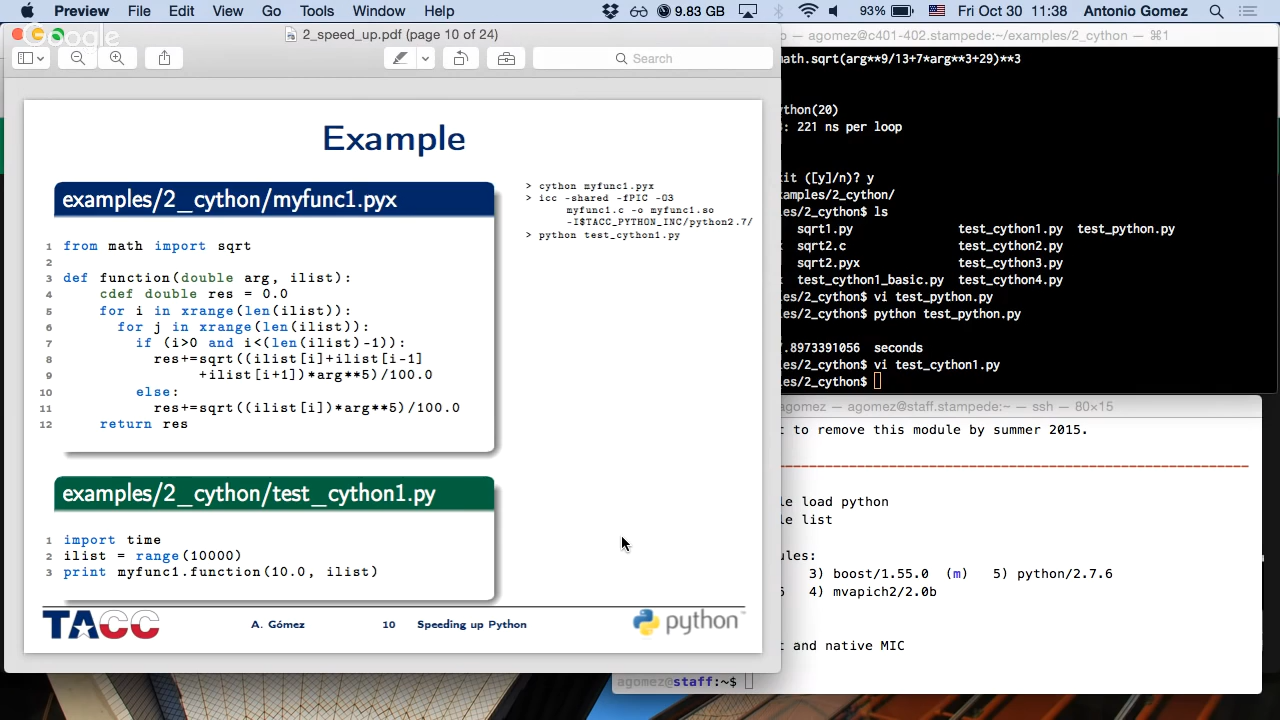 Preview File Edit View Go Tools Window Help 9.83 GB 93% Fri Oct 30 11:38 Antonio Gomez
Google
2_speed_up.pdf (page 10 of 24)
Search
Example
examples/2_cython/myfunc1.pyx
1 from math import sqrt
2
3 def function(double arg, ilist):
4 cdef double res = 0.0
5 for i in xrange(len(ilist)):
6 for j in xrange(len(ilist)):
7 if (i>0 and i<(len(ilist)-1)):
8 res+=sqrt((ilist[i]+ilist[i-1]
9 +ilist[i+1])*arg**5)/100.0
10 else:
11 res+=sqrt((ilist[i])*arg**5)/100.0
12 return res
> cython myfunc1.pyx
> icc -shared -fPIC -O3
myfunc1.c -o myfunc1.so
-I$TACC_PYTHON_INC/python2.7/
> python test_cython1.py
examples/2_cython/test_cython1.py
1 import time
2 ilist = range(10000)
3 print myfunc1.function(10.0, ilist)
TACC A. Gómez 10 Speeding up Python python
agomez@c401-402.stampede:~/examples/2_cython — ⌘1
ath.sqrt(arg**9/13+7*arg**3+29)**3
thon(20)
: 221 ns per loop
it ([y]/n)? y
amples/2_cython/
es/2_cython$ ls
sqrt1.py test_cython1.py test_python.py
sqrt2.c test_cython2.py
sqrt2.pyx test_cython3.py
test_cython1_basic.py test_cython4.py
es/2_cython$ vi test_python.py
es/2_cython$ python test_python.py
.8973391056 seconds
es/2_cython$ vi test_cython1.py
es/2_cython$
agomez — agomez@staff.stampede:~ — ssh — 80×15
t to remove this module by summer 2015.
le load python
le list
ules:
3) boost/1.55.0 (m) 5) python/2.7.6
6 4) mvapich2/2.0b
t and native MIC
agomez@staff:~$